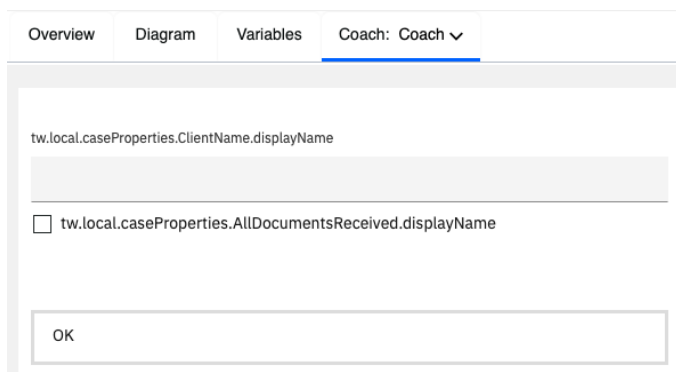 Overview Diagram Variables Coach: Coach
tw.local.caseProperties.ClientName.displayName
tw.local.caseProperties.AllDocumentsReceived.displayName
OK